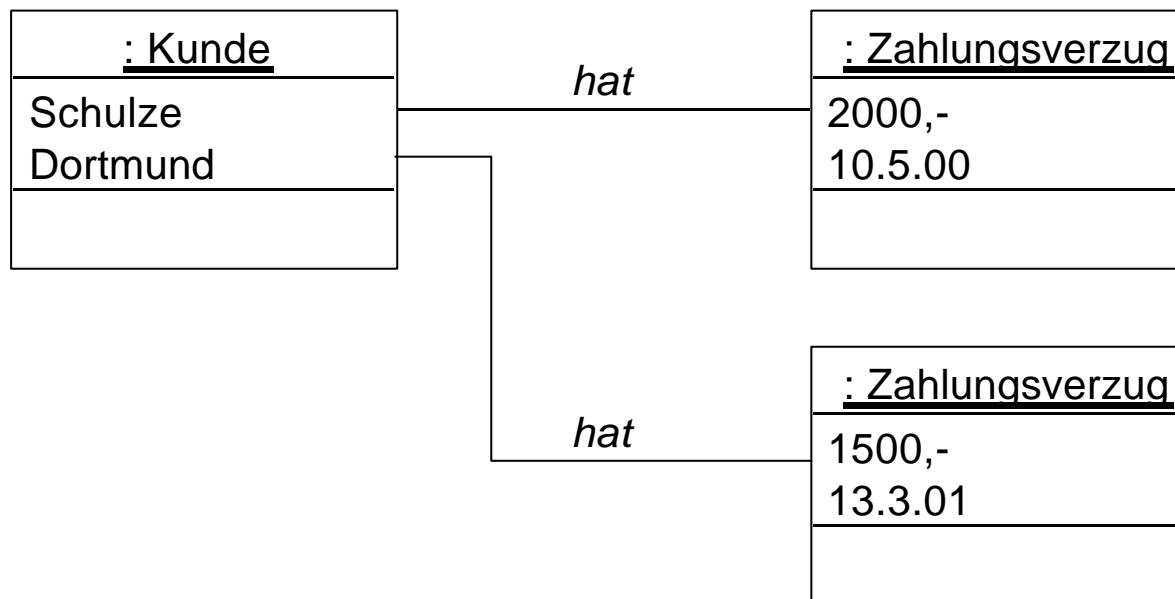 : Kunde
Schulze
Dortmund
hat
: Zahlungsverzug
2000,-
10.5.00
hat
: Zahlungsverzug
1500,-
13.3.01